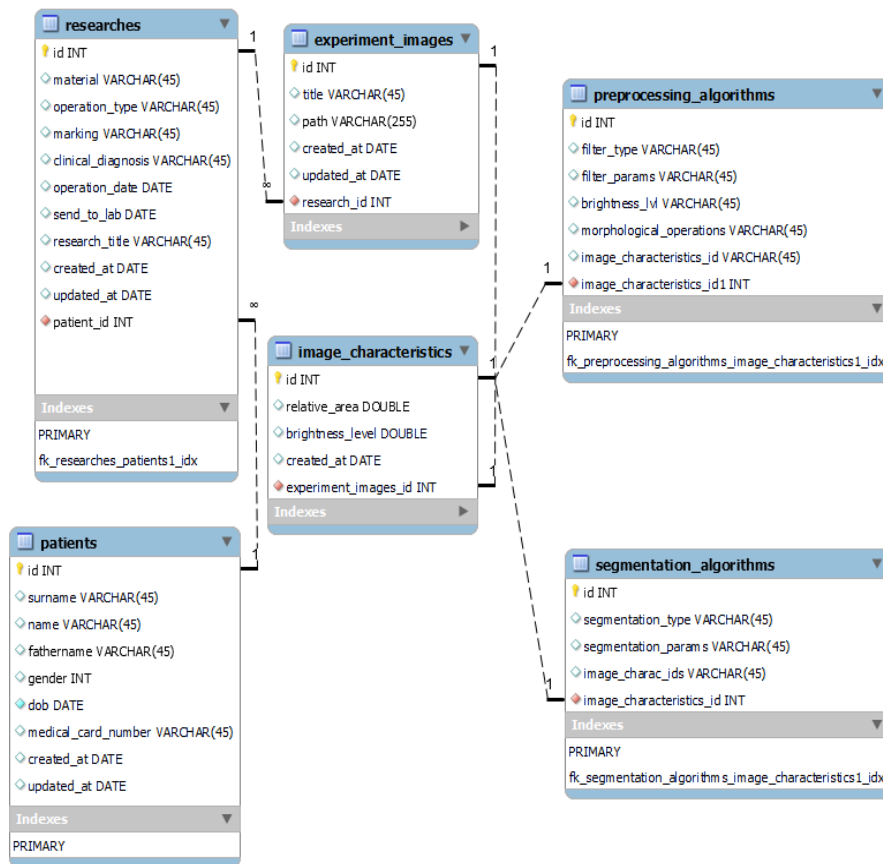 researches
id INT
material VARCHAR(45)
operation_type VARCHAR(45)
marking VARCHAR(45)
clinical_diagnosis VARCHAR(45)
operation_date DATE
send_to_lab DATE
research_title VARCHAR(45)
created_at DATE
updated_at DATE
patient_id INT
Indexes
PRIMARY
fk_researches_patients1_idx
1
∞
experiment_images
id INT
title VARCHAR(45)
path VARCHAR(255)
created_at DATE
updated_at DATE
research_id INT
Indexes
1
preprocessing_algorithms
id INT
filter_type VARCHAR(45)
filter_params VARCHAR(45)
brightness_lvl VARCHAR(45)
morphological_operations VARCHAR(45)
image_characteristics_id VARCHAR(45)
image_characteristics_id1 INT
Indexes
PRIMARY
fk_preprocessing_algorithms_image_characteristics1_idx
1
∞
image_characteristics
id INT
relative_area DOUBLE
brightness_level DOUBLE
created_at DATE
experiment_images_id INT
Indexes
1
1
patients
id INT
surname VARCHAR(45)
name VARCHAR(45)
fathername VARCHAR(45)
gender INT
dob DATE
medical_card_number VARCHAR(45)
created_at DATE
updated_at DATE
Indexes
PRIMARY
1
segmentation_algorithms
id INT
segmentation_type VARCHAR(45)
segmentation_params VARCHAR(45)
image_charac_ids VARCHAR(45)
image_characteristics_id INT
Indexes
PRIMARY
fk_segmentation_algorithms_image_characteristics1_idx
1